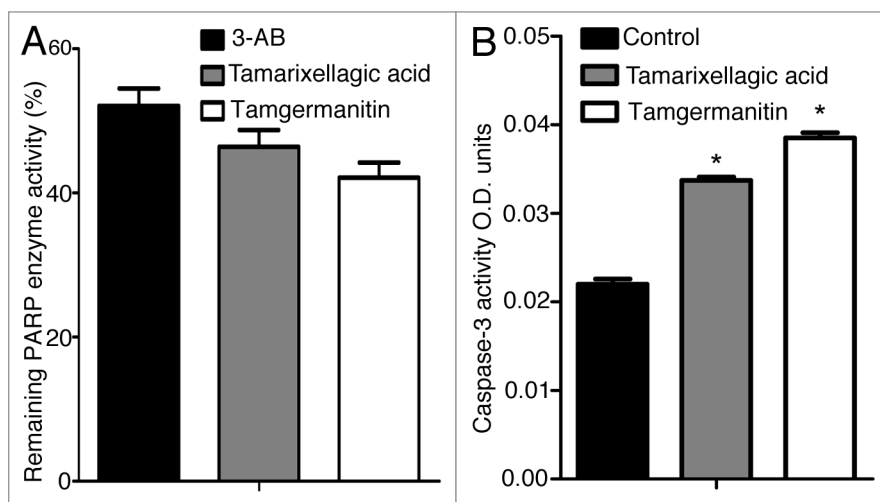 A
Remaining PARP enzyme activity (%)
60
40
20
0
3-AB
Tamarixellagic acid
Tamgermanitin
B
Caspase-3 activity O.D. units
0.05
0.04
0.03
0.02
0.01
0.00
Control
Tamarixellagic acid
Tamgermanitin
*
*